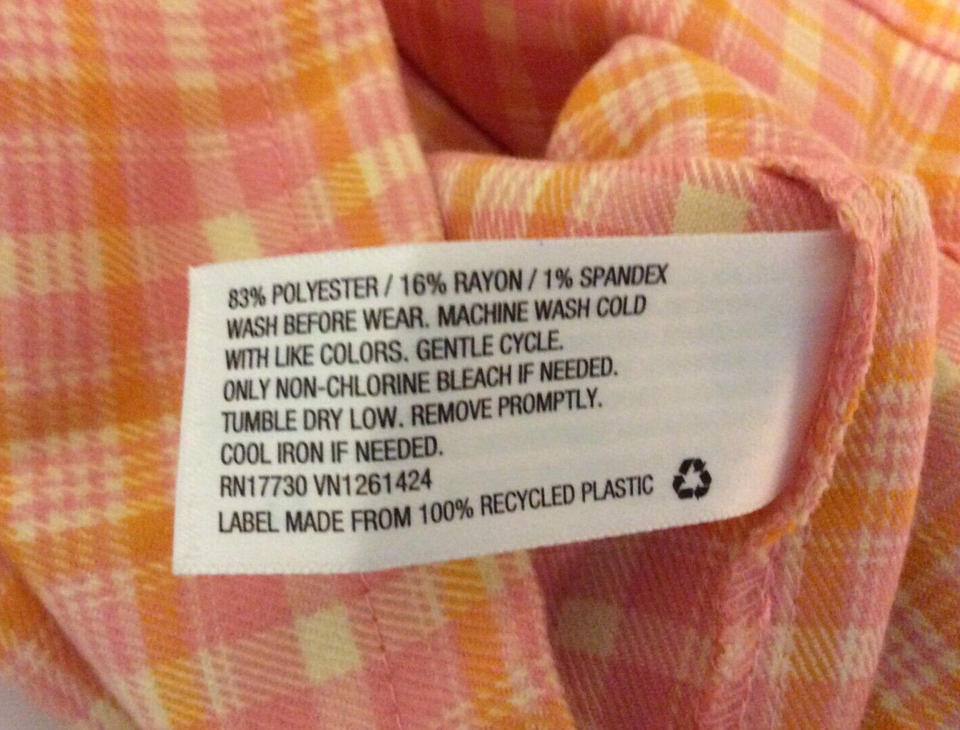 83% POLYESTER / 16% RAYON / 1% SPANDEX
WASH BEFORE WEAR. MACHINE WASH COLD
WITH LIKE COLORS. GENTLE CYCLE.
ONLY NON-CHLORINE BLEACH IF NEEDED.
TUMBLE DRY LOW. REMOVE PROMPTLY.
COOL IRON IF NEEDED.
RN17730 VN1261424
LABEL MADE FROM 100% RECYCLED PLASTIC